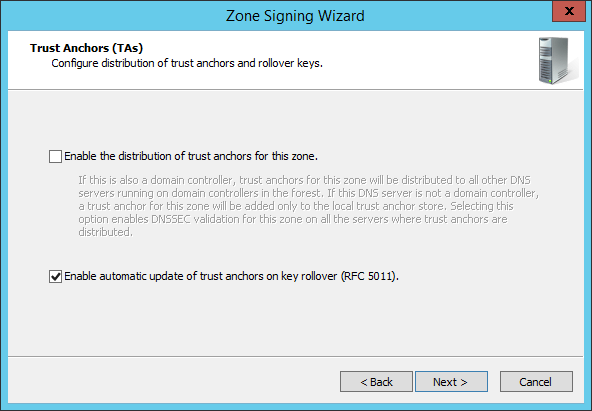 Zone Signing Wizard
x
Trust Anchors (TAs)
Configure distribution of trust anchors and rollover keys.
Enable the distribution of trust anchors for this zone.
If this is also a domain controller, trust anchors for this zone will be distributed to all other DNS
servers running on domain controllers in the forest. If this DNS server is not a domain controller,
a trust anchor for this zone will be added only to the local trust anchor store. Selecting this
option enables DNSSEC validation for this zone on all the servers where trust anchors are
distributed.
Enable automatic update of trust anchors on key rollover (RFC 5011).
< Back
Next >
Cancel